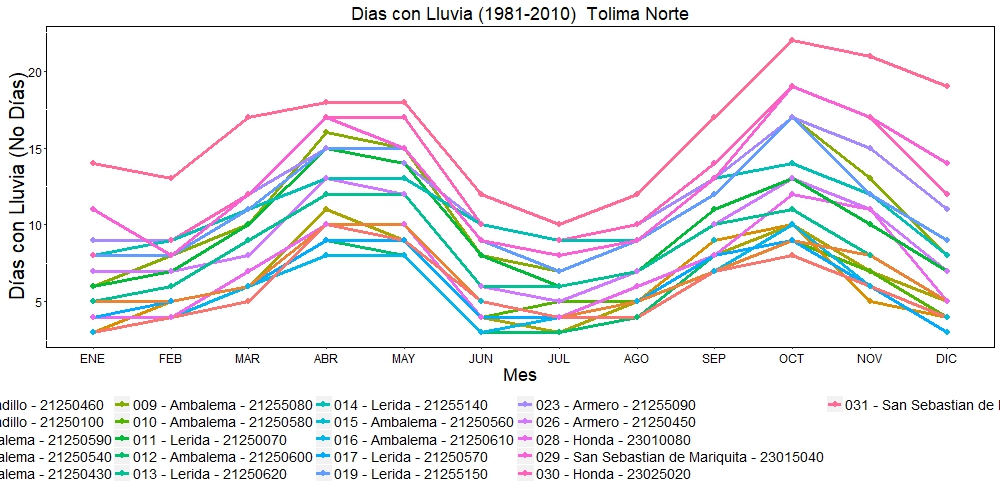 Dias con Lluvia (1981-2010) Tolima Norte
Días con Lluvia (No Días)
20
15
10
5
ENE FEB MAR ABR MAY JUN JUL AGO SEP OCT NOV DIC
Mes
dillo - 21250460 009 - Ambalema - 21255080 014 - Lerida - 21255140 023 - Armero - 21255090 031 - San Sebastian de
dillo - 21250100 010 - Ambalema - 21250580 015 - Ambalema - 21250560 026 - Armero - 21250450
alema - 21250590 011 - Lerida - 21250070 016 - Ambalema - 21250610 028 - Honda - 23010080
alema - 21250540 012 - Ambalema - 21250600 017 - Lerida - 21250570 029 - San Sebastian de Mariquita - 23015040
alema - 21250430 013 - Lerida - 21250620 019 - Lerida - 21255150 030 - Honda - 23025020